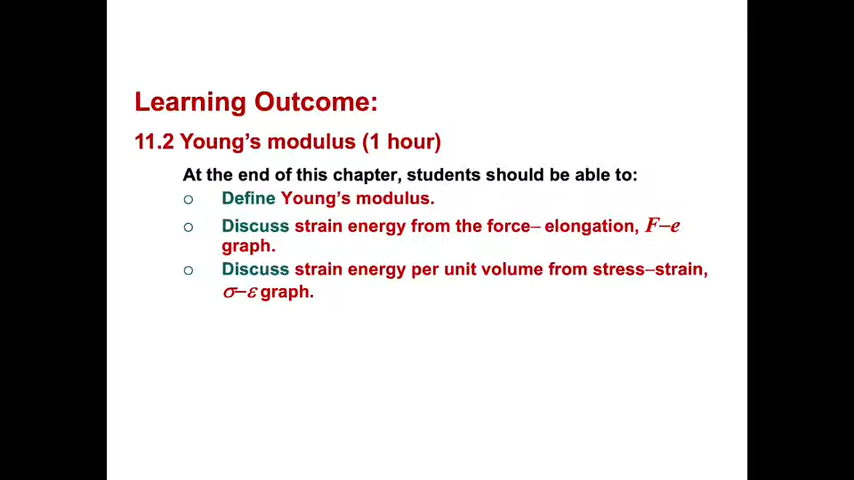 Learning Outcome:
11.2 Young’s modulus (1 hour)
At the end of this chapter, students should be able to:
○ Define Young’s modulus.
○ Discuss strain energy from the force– elongation, F–e
graph.
○ Discuss strain energy per unit volume from stress–strain,
σ–ε graph.